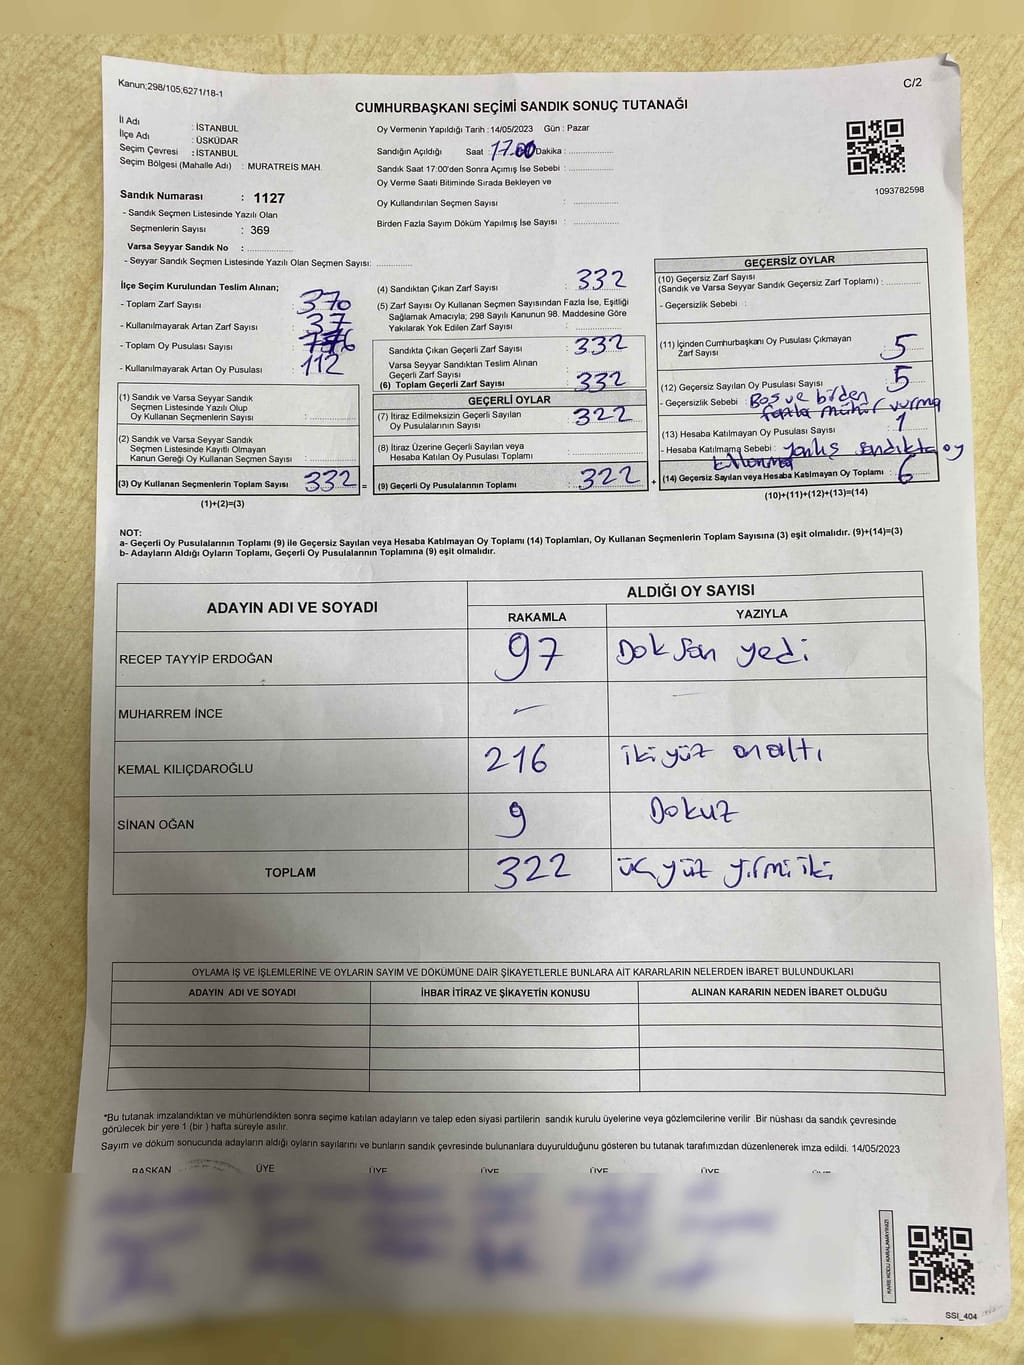 Kanun;298/105;6271/18-1
C/2
CUMHURBAŞKANI SEÇİMİ SANDIK SONUÇ TUTANAĞI
İl Adı : İSTANBUL
İlçe Adı : ÜSKÜDAR
Seçim Çevresi : İSTANBUL
Seçim Bölgesi (Mahalle Adı) : MURATREİS MAH.
Sandık Numarası : 1127
- Sandık Seçmen Listesinde Yazılı Olan
Seçmenlerin Sayısı : 369
Varsa Seyyar Sandık No : ................
- Seyyar Sandık Seçmen Listesinde Yazılı Olan Seçmen Sayısı: .............
Oy Vermenin Yapıldığı Tarih : 14/05/2023 Gün : Pazar
Sandığın Açıldığı Saat : 17.00 Dakika : ................
Sandık Saat 17:00'den Sonra Açımış İse Sebebi : ................
Oy Verme Saati Bitiminde Sırada Bekleyen ve
Oy Kullandırılan Seçmen Sayısı : ................
Birden Fazla Sayım Döküm Yapılmış İse Sayısı : ................
1093782598
İlçe Seçim Kurulundan Teslim Alınan;
- Toplam Zarf Sayısı : 370
- Kullanılmayarak Artan Zarf Sayısı : 37
- Toplam Oy Pusulası Sayısı :
- Kullanılmayarak Artan Oy Pusulası : 112
(1) Sandık ve Varsa Seyyar Sandık
Seçmen Listesinde Yazılı Olup
Oy Kullanan Seçmenlerin Sayısı : ................
(2) Sandık ve Varsa Seyyar Sandık
Seçmen Listesinde Kayıtlı Olmayan
Kanun Gereği Oy Kullanan Seçmen Sayısı : ................
(3) Oy Kullanan Seçmenlerin Toplam Sayısı : 332 =
(1)+(2)=(3)
(4) Sandıktan Çıkan Zarf Sayısı : 332
(5) Zarf Sayısı Oy Kullanan Seçmen Sayısından Fazla İse, Eşitliği
Sağlamak Amacıyla; 298 Sayılı Kanunun 98. Maddesine Göre
Yakılarak Yok Edilen Zarf Sayısı : ................
Sandıkta Çıkan Geçerli Zarf Sayısı : 332
Varsa Seyyar Sandıktan Teslim Alınan
Geçerli Zarf Sayısı : ................
(6) Toplam Geçerli Zarf Sayısı : 332
GEÇERLİ OYLAR
(7) İtiraz Edilmeksizin Geçerli Sayılan
Oy Pusulalarının Sayısı : 322
(8) İtiraz Üzerine Geçerli Sayılan veya
Hesaba Katılan Oy Pusulası Toplamı : ................
(9) Geçerli Oy Pusulalarının Toplamı : 322 +
GEÇERSİZ OYLAR
(10) Geçersiz Zarf Sayısı
(Sandık ve Varsa Seyyar Sandık Geçersiz Zarf Toplamı) : ................
- Geçersizlik Sebebi :
(11) İçinden Cumhurbaşkanı Oy Pusulası Çıkmayan
Zarf Sayısı : 5
(12) Geçersiz Sayılan Oy Pusulası Sayısı : 5
- Geçersizlik Sebebi : Boş ve birden
fazla mühür vurma
(13) Hesaba Katılmayan Oy Pusulası Sayısı : 1
- Hesaba Katılmama Sebebi : yanlış sandıkta oy
kullanma
(14) Geçersiz Sayılan veya Hesaba Katılmayan Oy Toplamı : 6
(10)+(11)+(12)+(13)=(14)
NOT:
a- Geçerli Oy Pusulalarının Toplamı (9) ile Geçersiz Sayılan veya Hesaba Katılmayan Oy Toplamı (14) Toplamları, Oy Kullanan Seçmenlerin Toplam Sayısına (3) eşit olmalıdır. (9)+(14)=(3)
b- Adayların Aldığı Oyların Toplamı, Geçerli Oy Pusulalarının Toplamına (9) eşit olmalıdır.
ADAYIN ADI VE SOYADI
ALDIĞI OY SAYISI
RAKAMLA YAZIYLA
RECEP TAYYİP ERDOĞAN 97 Doksan yedi
MUHARREM İNCE - -
KEMAL KILIÇDAROĞLU 216 iki yüz onaltı
SİNAN OĞAN 9 Dokuz
TOPLAM 322 üç yüz yirmi iki
OYLAMA İŞ VE İŞLEMLERİNE VE OYLARIN SAYIM VE DÖKÜMÜNE DAİR ŞİKAYETLERLE BUNLARA AİT KARARLARIN NELERDEN İBARET BULUNDUKLARI
ADAYIN ADI VE SOYADI İHBAR İTİRAZ VE ŞİKAYETİN KONUSU ALINAN KARARIN NEDEN İBARET OLDUĞU
*Bu tutanak imzalandıktan ve mühürlendikten sonra seçime katılan adayların ve talep eden siyasi partilerin sandık kurulu üyelerine veya gözlemcilerine verilir .Bir nüshası da sandık çevresinde
görülecek bir yere 1 (bir ) hafta süreyle asılır.
Sayım ve döküm sonucunda adayların aldığı oyların sayılarını ve bunların sandık çevresinde bulunanlara duyurulduğunu gösteren bu tutanak tarafımızdan düzenlenerek imza edildi. 14/05/2023
BAŞKAN ÜYE ÜYE ÜYE ÜYE ÜYE ÜYE
KARE KODU KARALAMAYINIZ!
SSI_404